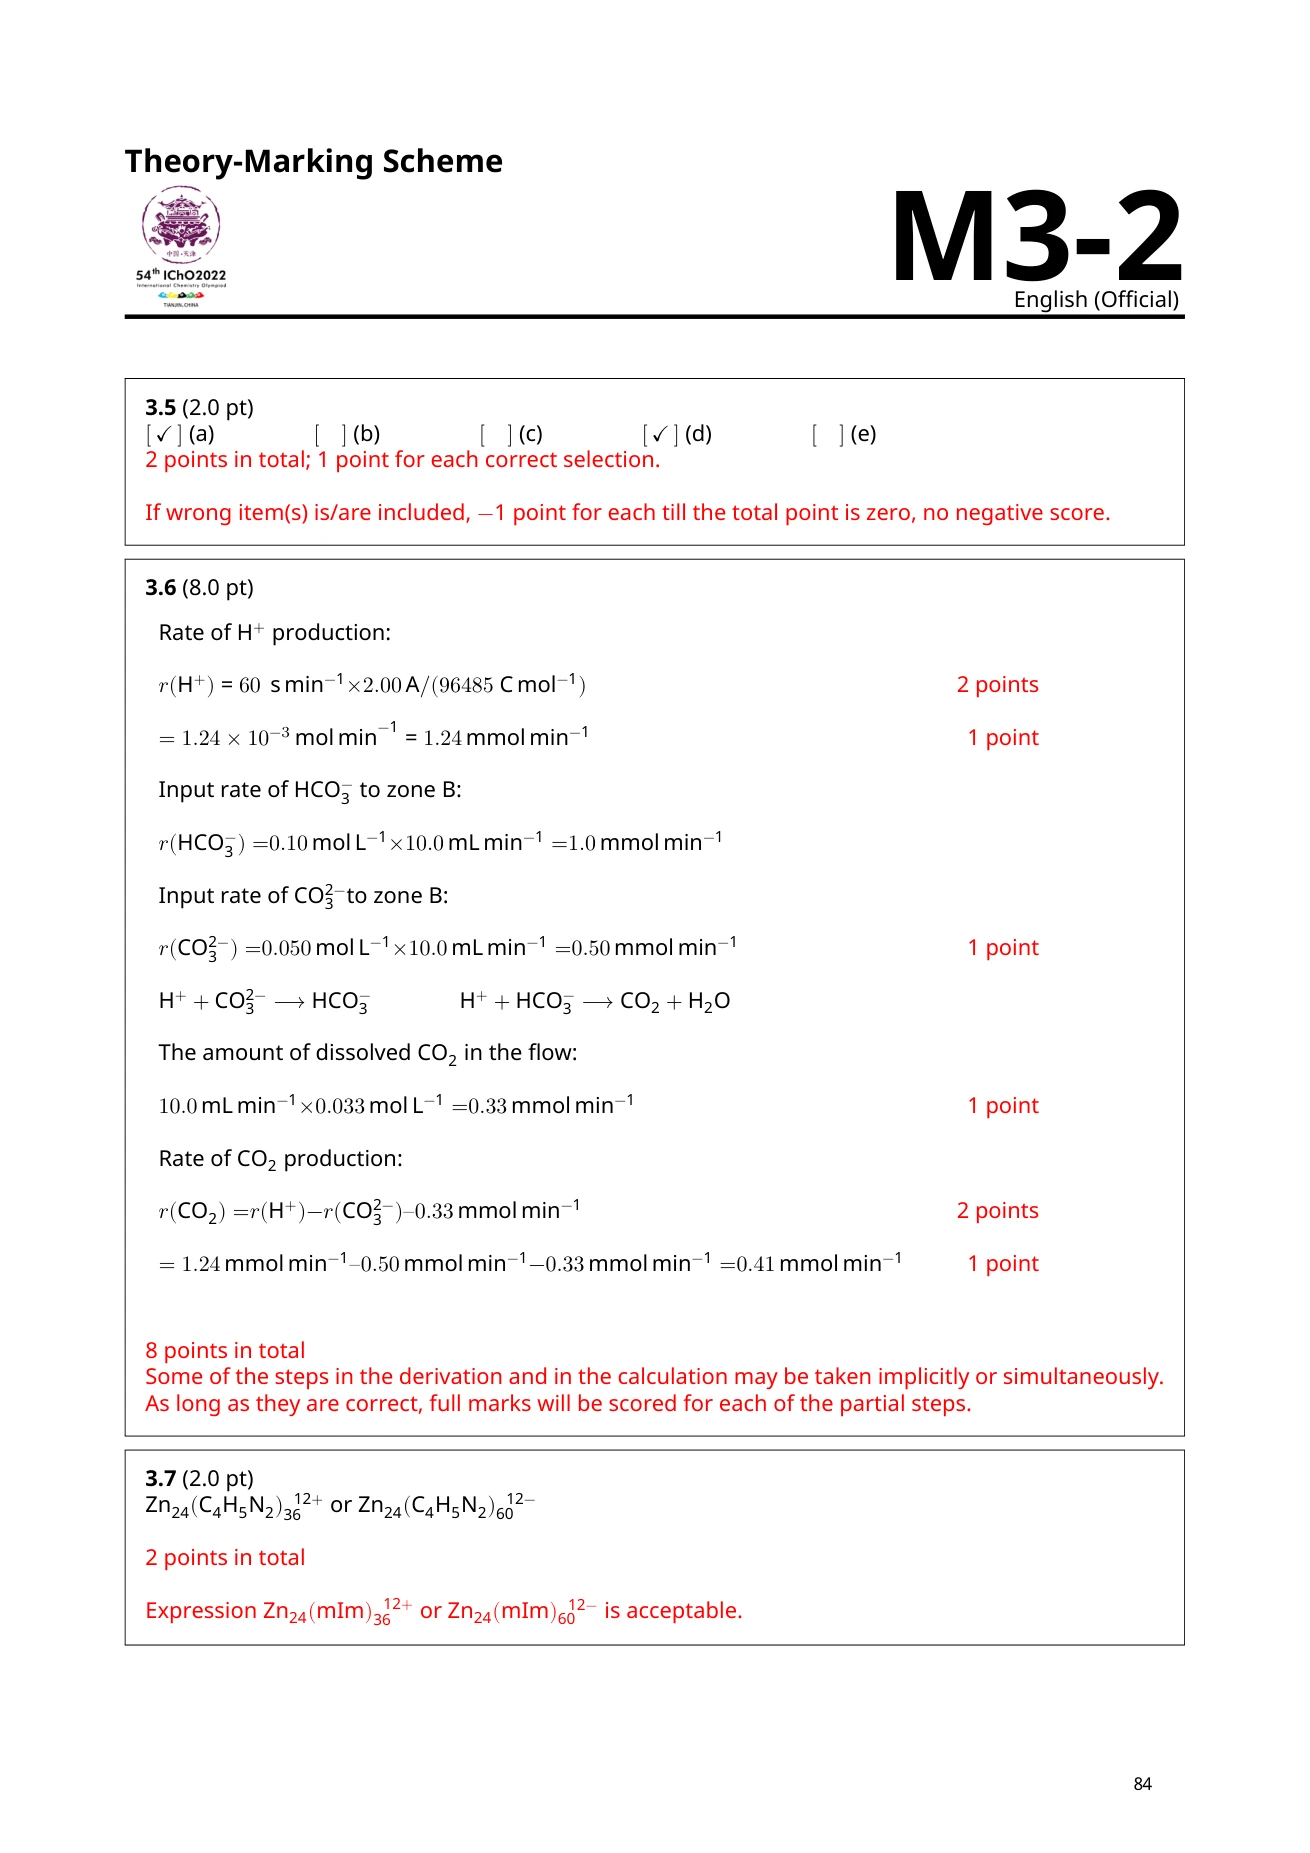 Theory-Marking Scheme
中国•天津
54th IChO2022
International Chemistry Olympiad
TIANJIN, CHINA
M3-2
English (Official)
3.5 (2.0 pt)
[✓] (a) [ ] (b) [ ] (c) [✓] (d) [ ] (e)
2 points in total; 1 point for each correct selection.
If wrong item(s) is/are included, −1 point for each till the total point is zero, no negative score.
3.6 (8.0 pt)
Rate of H⁺ production:
r(H⁺) = 60 s min⁻¹×2.00 A/(96485 C mol⁻¹) 2 points
= 1.24 × 10⁻³ mol min⁻¹ = 1.24 mmol min⁻¹ 1 point
Input rate of HCO₃⁻ to zone B:
r(HCO₃⁻) =0.10 mol L⁻¹×10.0 mL min⁻¹ =1.0 mmol min⁻¹
Input rate of CO₃²⁻to zone B:
r(CO₃²⁻) =0.050 mol L⁻¹×10.0 mL min⁻¹ =0.50 mmol min⁻¹ 1 point
H⁺ + CO₃²⁻ ⟶ HCO₃⁻ H⁺ + HCO₃⁻ ⟶ CO₂ + H₂O
The amount of dissolved CO₂ in the flow:
10.0 mL min⁻¹×0.033 mol L⁻¹ =0.33 mmol min⁻¹ 1 point
Rate of CO₂ production:
r(CO₂) =r(H⁺)−r(CO₃²⁻)–0.33 mmol min⁻¹ 2 points
= 1.24 mmol min⁻¹–0.50 mmol min⁻¹−0.33 mmol min⁻¹ =0.41 mmol min⁻¹ 1 point
8 points in total
Some of the steps in the derivation and in the calculation may be taken implicitly or simultaneously.
As long as they are correct, full marks will be scored for each of the partial steps.
3.7 (2.0 pt)
Zn₂₄(C₄H₅N₂)₃₆¹²⁺ or Zn₂₄(C₄H₅N₂)₆₀¹²⁻
2 points in total
Expression Zn₂₄(mIm)₃₆¹²⁺ or Zn₂₄(mIm)₆₀¹²⁻ is acceptable.
84